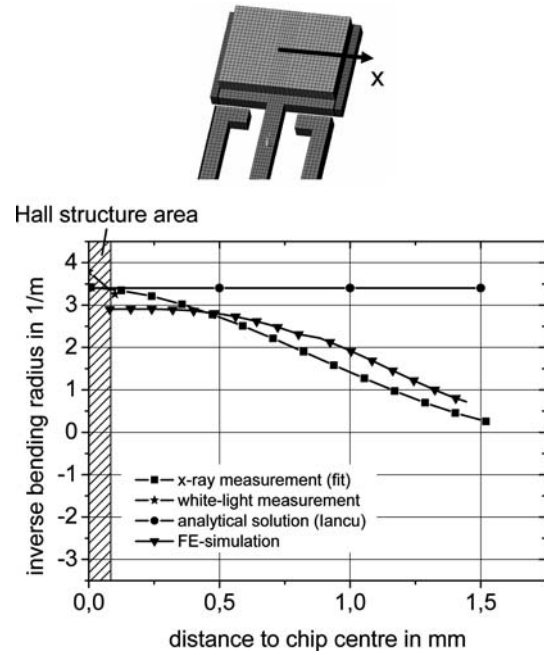 x
Hall structure area
inverse bending radius in 1/m
4
3
2
1
0
-1
-2
-3
x-ray measurement (fit)
white-light measurement
analytical solution (Iancu)
FE-simulation
0,0 0,5 1,0 1,5
distance to chip centre in mm